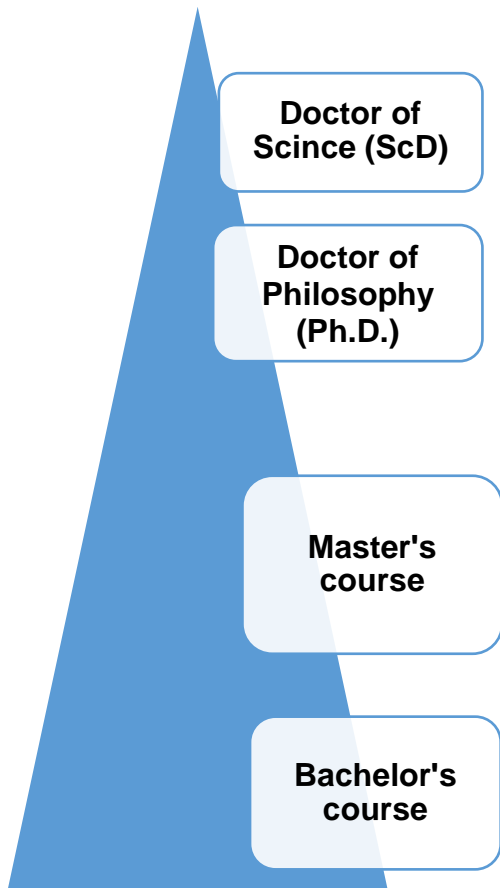 Doctor of
Scince (ScD)
Doctor of
Philosophy
(Ph.D.)
Master's
course
Bachelor's
course